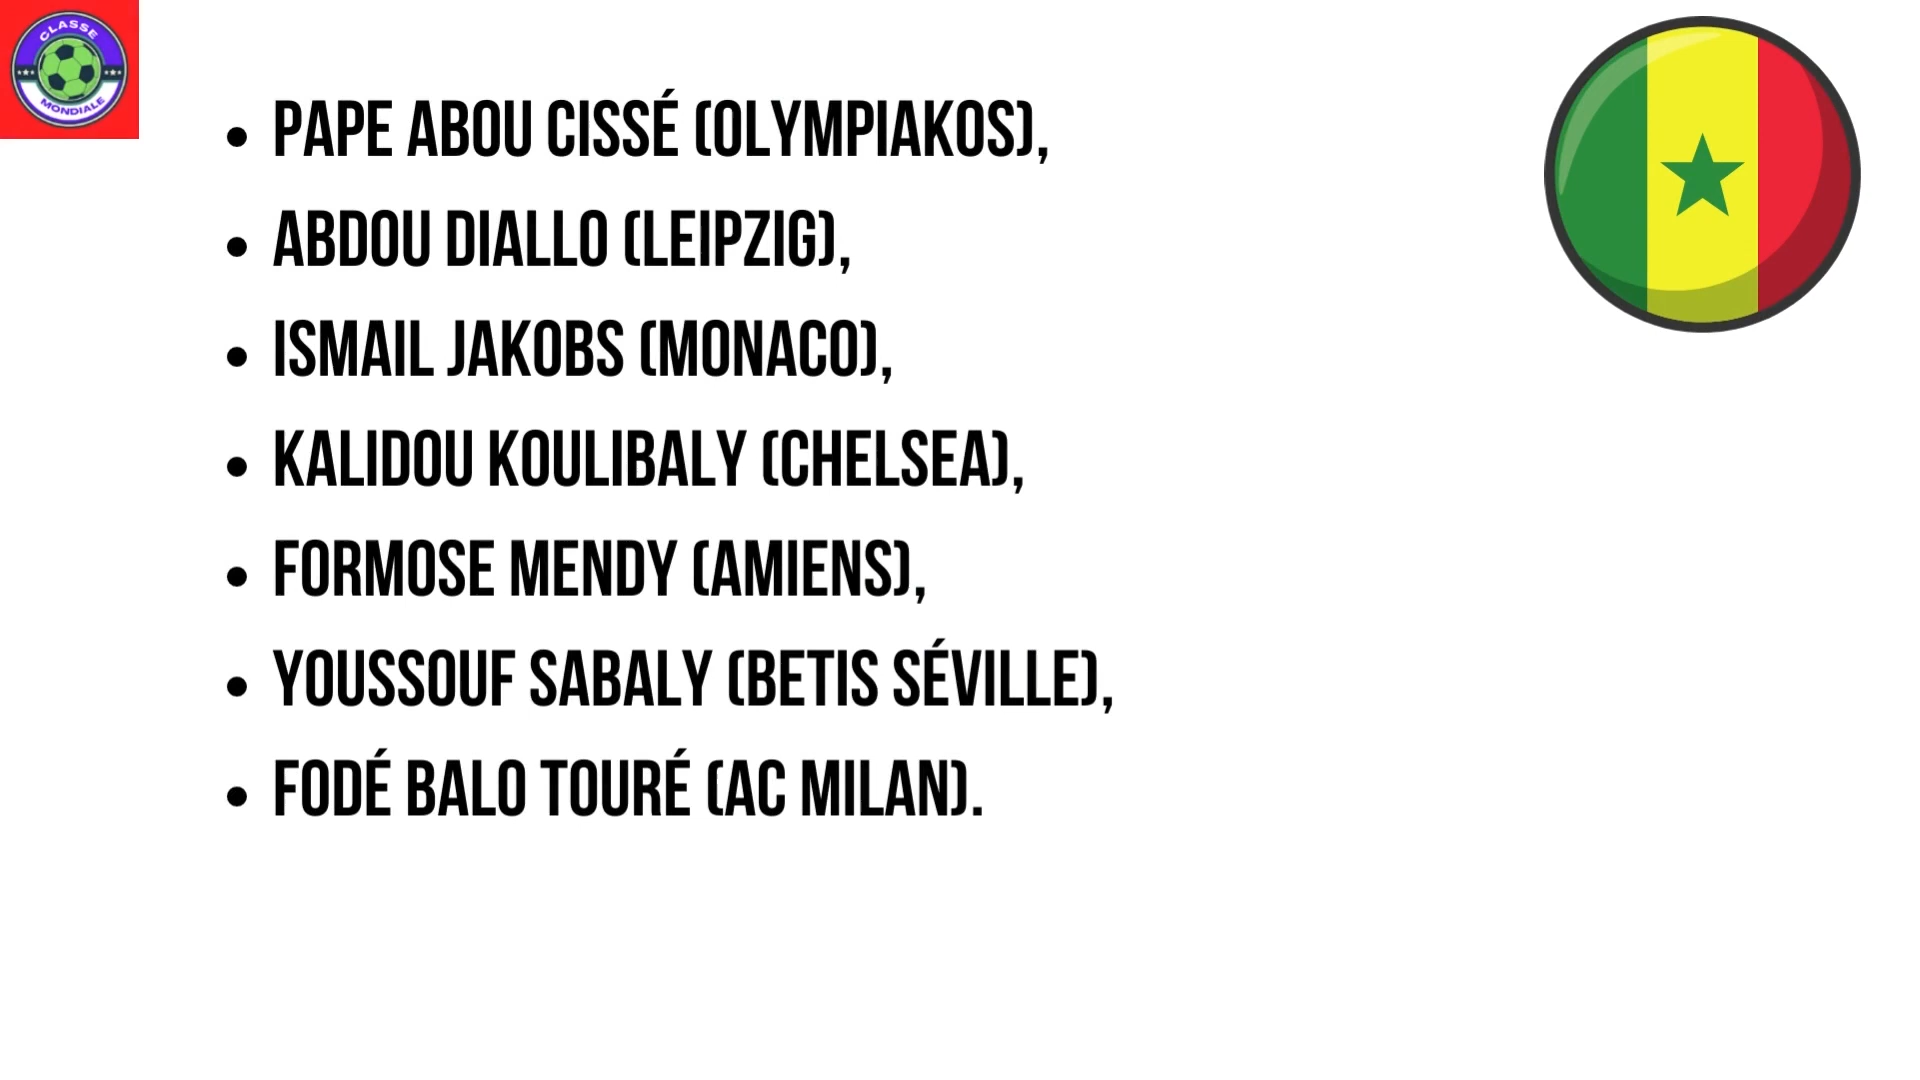 CLASSE
MONDIALE
PAPE ABOU CISSÉ (OLYMPIAKOS),
ABDOU DIALLO (LEIPZIG),
ISMAIL JAKOBS (MONACO),
KALIDOU KOULIBALY (CHELSEA),
FORMOSE MENDY (AMIENS),
YOUSSOUF SABALY (BETIS SÉVILLE),
FODÉ BALO TOURÉ (AC MILAN).